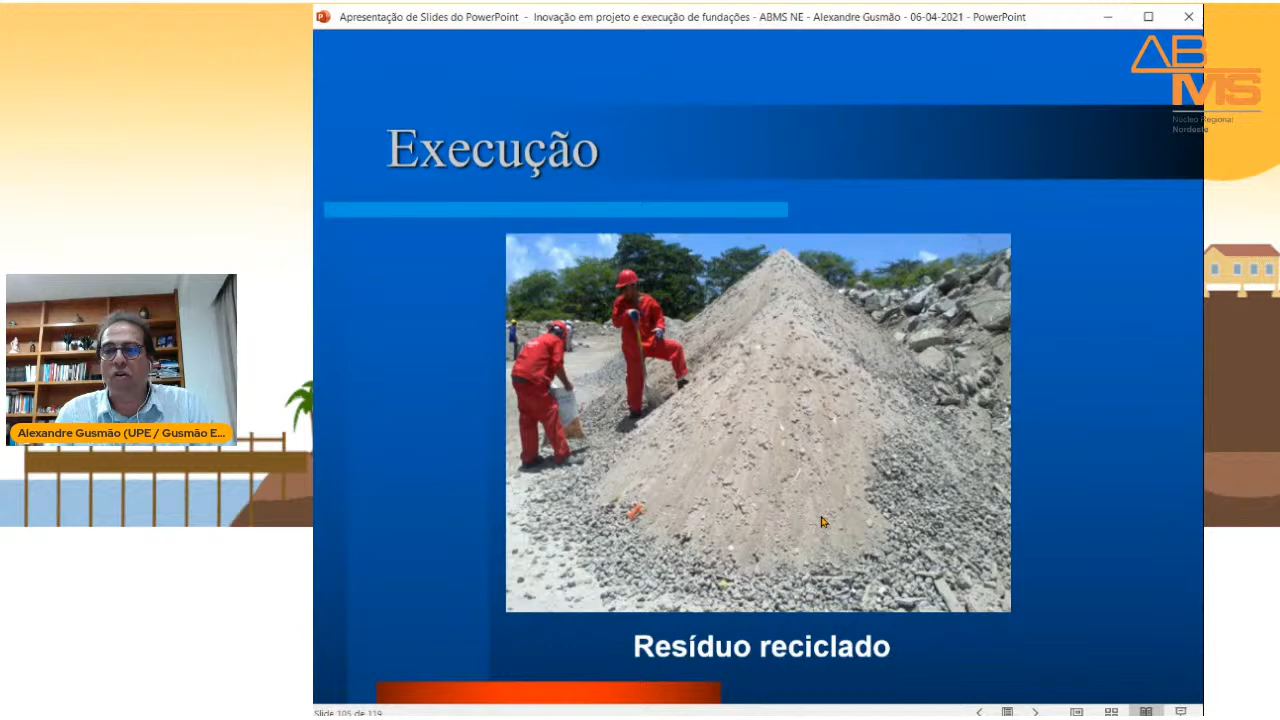 Apresentação de Slides do PowerPoint - Inovação em projeto e execução de fundações - ABMS NE - Alexandre Gusmão - 06-04-2021 - PowerPoint
ABMS
Núcleo Regional
Nordeste
Execução
Alexandre Gusmão (UPE / Gusmão E...
Resíduo reciclado
Slide 105 de 119